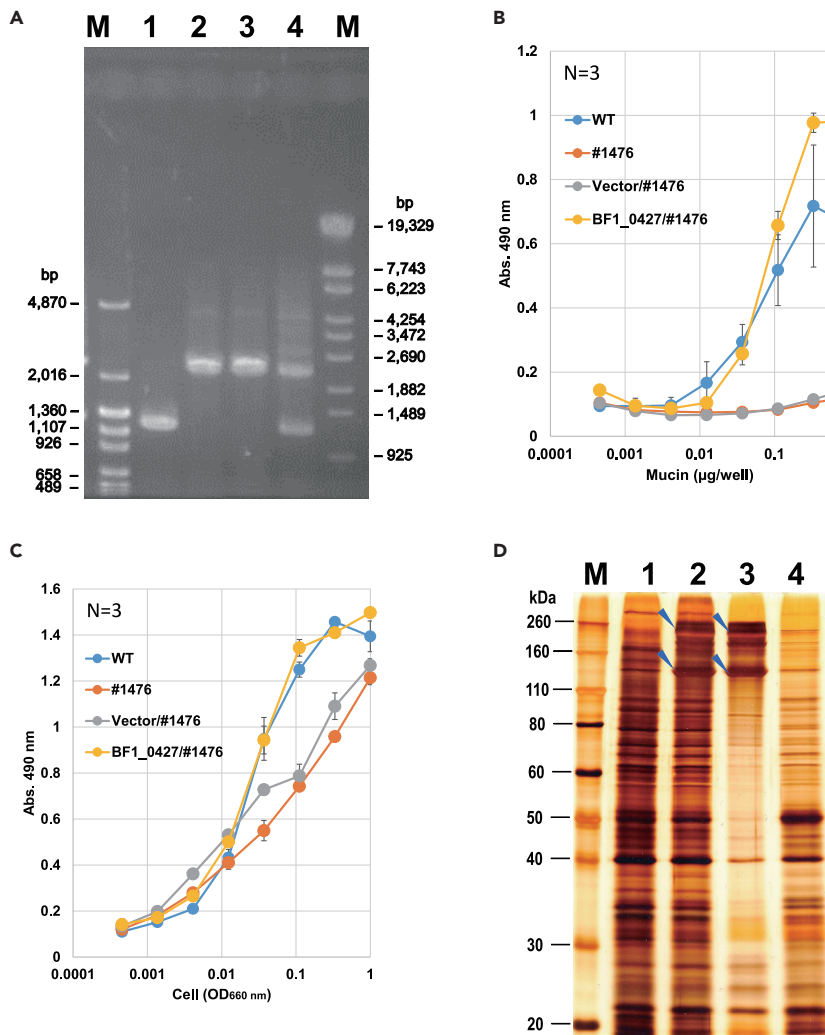 A
M 1 2 3 4 M
bp
4,870
2,016
1,360
1,107
926
658
489
bp
19,329
7,743
6,223
4,254
3,472
2,690
1,882
1,489
925
B
N=3
WT
#1476
Vector/#1476
BF1_0427/#1476
Abs. 490 nm
1.2
1
0.8
0.6
0.4
0.2
0
0.0001 0.001 0.01 0.1
Mucin (µg/well)
C
N=3
WT
#1476
Vector/#1476
BF1_0427/#1476
Abs. 490 nm
1.6
1.4
1.2
1
0.8
0.6
0.4
0.2
0
0.0001 0.001 0.01 0.1 1
Cell (OD660 nm)
D
M 1 2 3 4
kDa
260
160
110
80
60
50
40
30
20